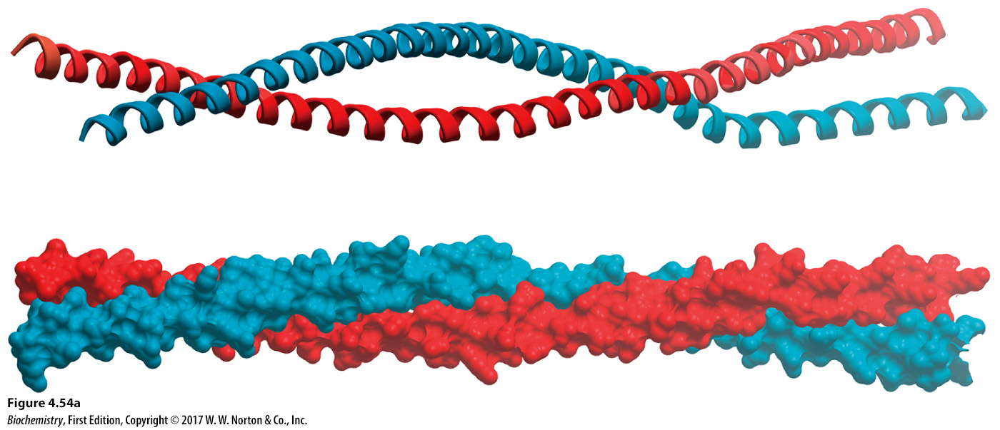 Figure 4.54a
Biochemistry, First Edition, Copyright © 2017 W. W. Norton & Co., Inc.